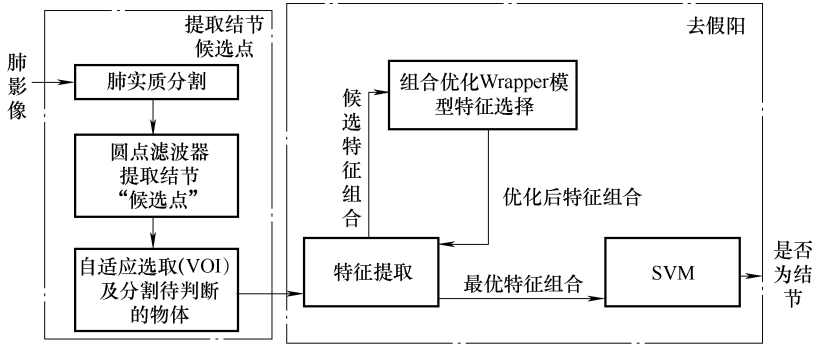 提取结节
候选点
肺
影
像
肺实质分割
圆点滤波器
提取结节
“候选点”
自适应选取(VOI)
及分割待判断
的物体
去假阳
候
选
特
征
组
合
组合优化Wrapper模
型特征选择
优化后特征组合
特征提取
最优特征组合
SVM
是否
为结
节